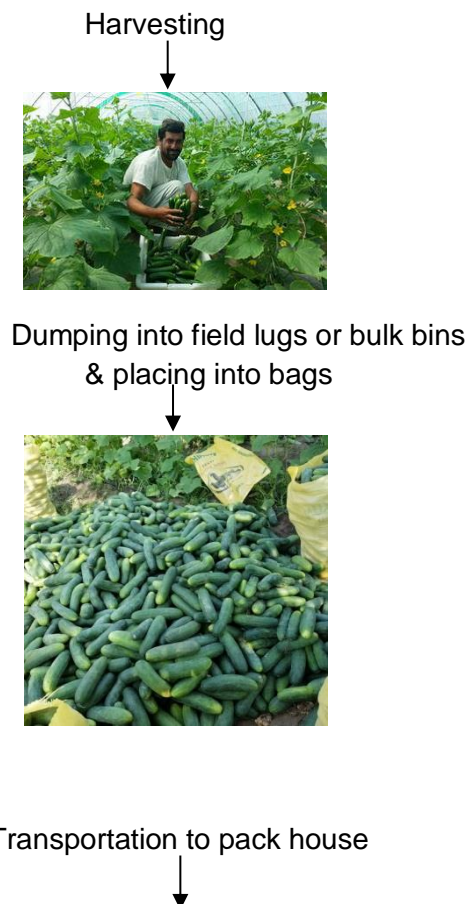 Harvesting
Dumping into field lugs or bulk bins
& placing into bags
Transportation to pack house